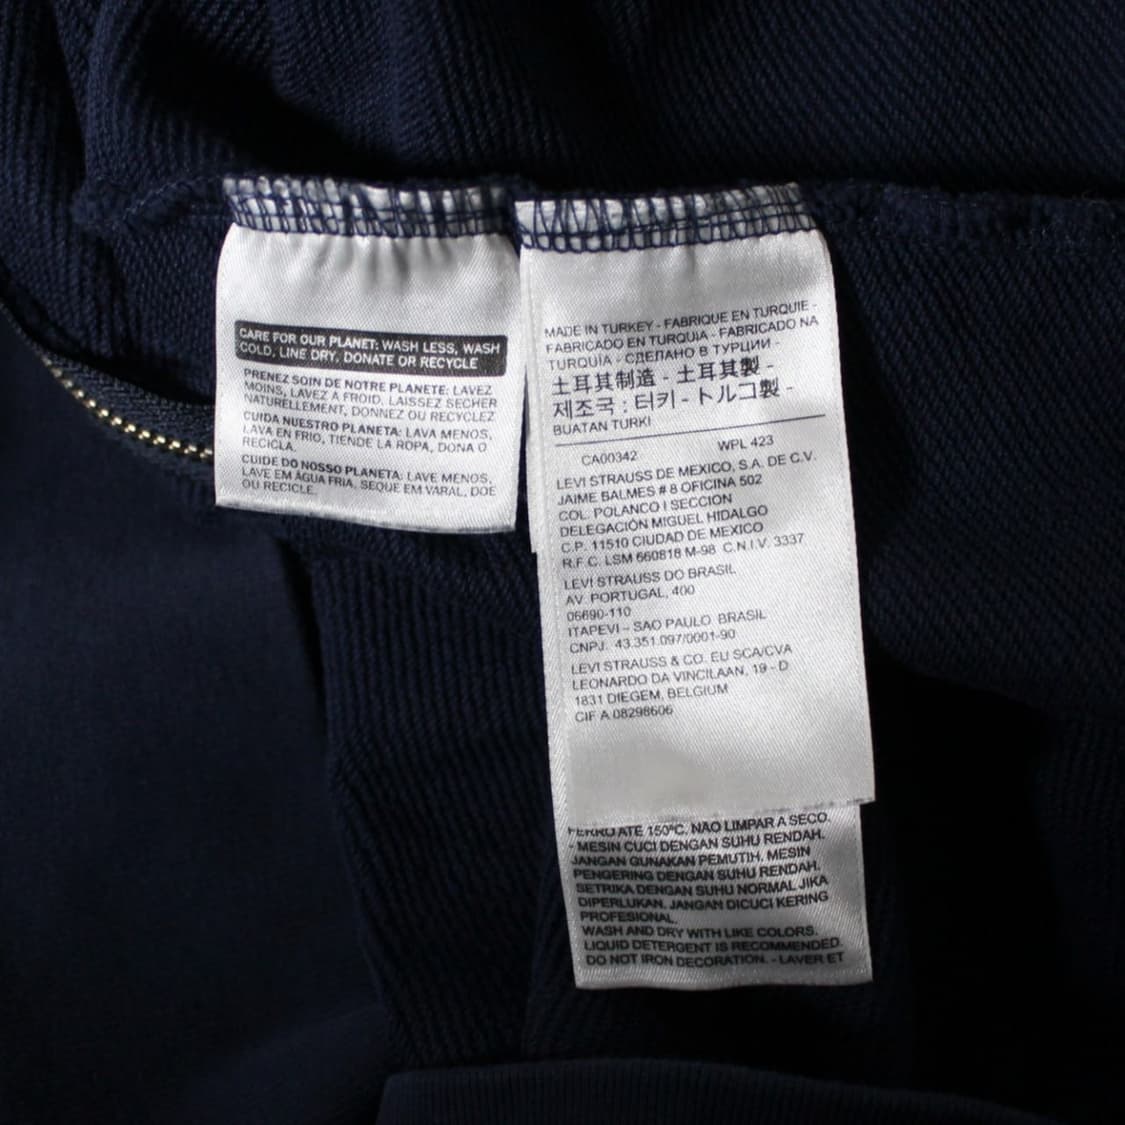 CARE FOR OUR PLANET: WASH LESS, WASH
COLD, LINE DRY, DONATE OR RECYCLE
PRENEZ SOIN DE NOTRE PLANETE: LAVEZ
MOINS, LAVEZ A FROID, LAISSEZ SECHER
NATURELLEMENT, DONNEZ OU RECYCLEZ
CUIDA NUESTRO PLANETA: LAVA MENOS,
LAVA EN FRIO, TIENDE LA ROPA, DONA O
RECICLA.
CUIDE DO NOSSO PLANETA: LAVE MENOS,
LAVE EM ÁGUA FRIA, SEQUE EM VARAL, DOE
OU RECICLE.
MADE IN TURKEY - FABRIQUE EN TURQUIE -
FABRICADO EN TURQUIA - FABRICADO NA
TURQUIA - СДЕЛАНО В ТУРЦИИ -
土耳其制造 - 土耳其製 -
제조국 : 터키 - トルコ製 -
BUATAN TURKI
CA00342 WPL 423
LEVI STRAUSS DE MEXICO, S.A. DE C.V.
JAIME BALMES # 8 OFICINA 502
COL. POLANCO I SECCION
DELEGACIÓN MIGUEL HIDALGO
C.P. 11510 CIUDAD DE MEXICO
R.F.C. LSM 660818 M-98 C.N.I.V. 3337
LEVI STRAUSS DO BRASIL
AV. PORTUGAL, 400
06690-110
ITAPEVI – SAO PAULO BRASIL
CNPJ. 43.351.097/0001-90
LEVI STRAUSS & CO. EU SCA/CVA
LEONARDO DA VINCILAAN, 19 - D
1831 DIEGEM, BELGIUM
CIF A 08298606
FERRO ATE 150ºC. NAO LIMPAR A SECO.
- MESIN CUCI DENGAN SUHU RENDAH.
JANGAN GUNAKAN PEMUTIH. MESIN
PENGERING DENGAN SUHU RENDAH.
SETRIKA DENGAN SUHU NORMAL JIKA
DIPERLUKAN. JANGAN DICUCI KERING
PROFESIONAL.
WASH AND DRY WITH LIKE COLORS.
LIQUID DETERGENT IS RECOMMENDED.
DO NOT IRON DECORATION. - LAVER ET